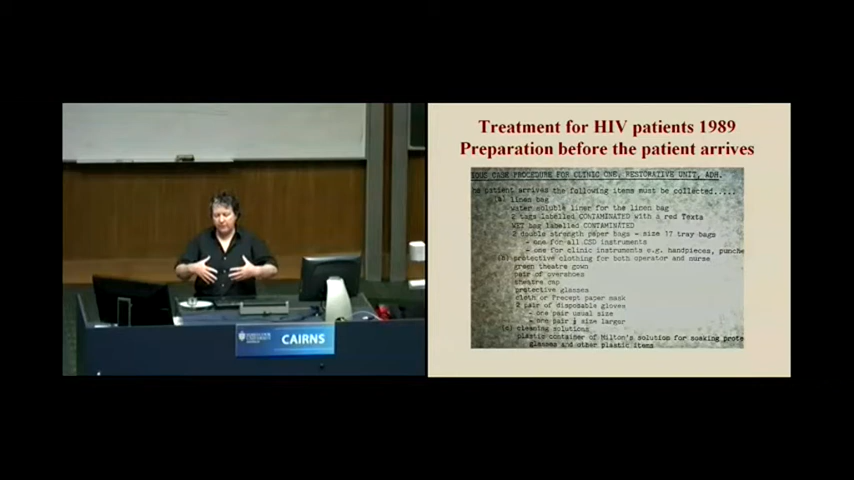 CAIRNS
Treatment for HIV patients 1989
Preparation before the patient arrives
IOUS CASE PROCEDURE FOR CLINIC ONE, RESTORATIVE UNIT, ADH.
he patient arrives the following items must be collected.....
(a) linen bag
water soluble liner for the linen bag
2 tags labelled CONTAMINATED with a red Texta
WET bag labelled CONTAMINATED
2 double strength paper bags - size 17 tray bags
- one for all CSD instruments
- one for clinic instruments e.g. handpieces, punche
(b) protective clothing for both operator and nurse
green theatre gown
pair of overshoes
theatre cap
protective glasses
cloth or Precept paper mask
2 pair of disposable gloves
- one pair usual size
- one pair ½ size larger
(c) cleaning solutions
plastic container of Milton's solution for soaking prote
glasses and other plastic items